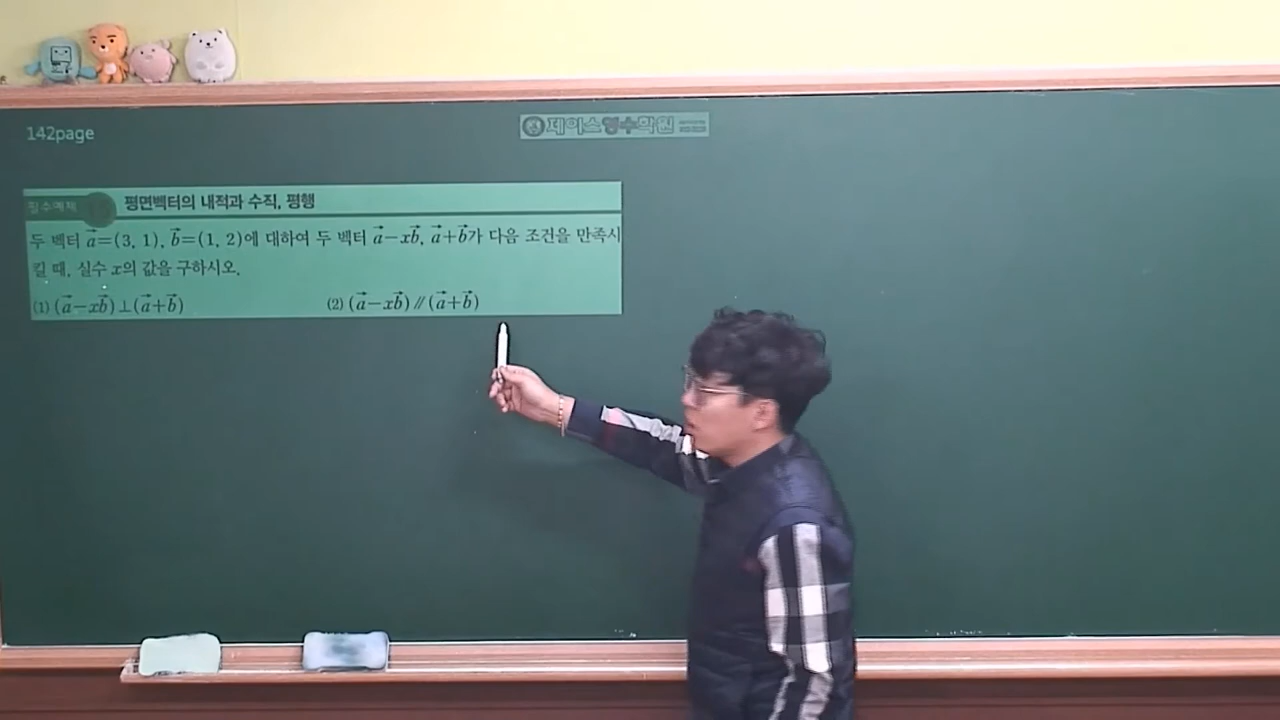 142page
제이스영수학원
필수예제
평면벡터의 내적과 수직, 평행
두 벡터 a⃗=(3, 1), b⃗=(1, 2)에 대하여 두 벡터 a⃗−xb⃗, a⃗+b⃗가 다음 조건을 만족시
킬 때, 실수 x의 값을 구하시오.
(1) (a⃗−xb⃗)⊥(a⃗+b⃗) (2) (a⃗−xb⃗)∥(a⃗+b⃗)